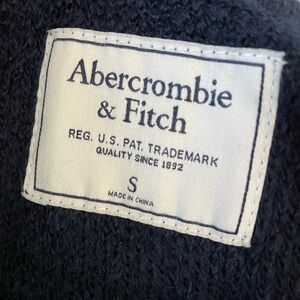 Abercrombie
& Fitch
REG. U.S. PAT. TRADEMARK
QUALITY SINCE 1892
S
MADE IN CHINA